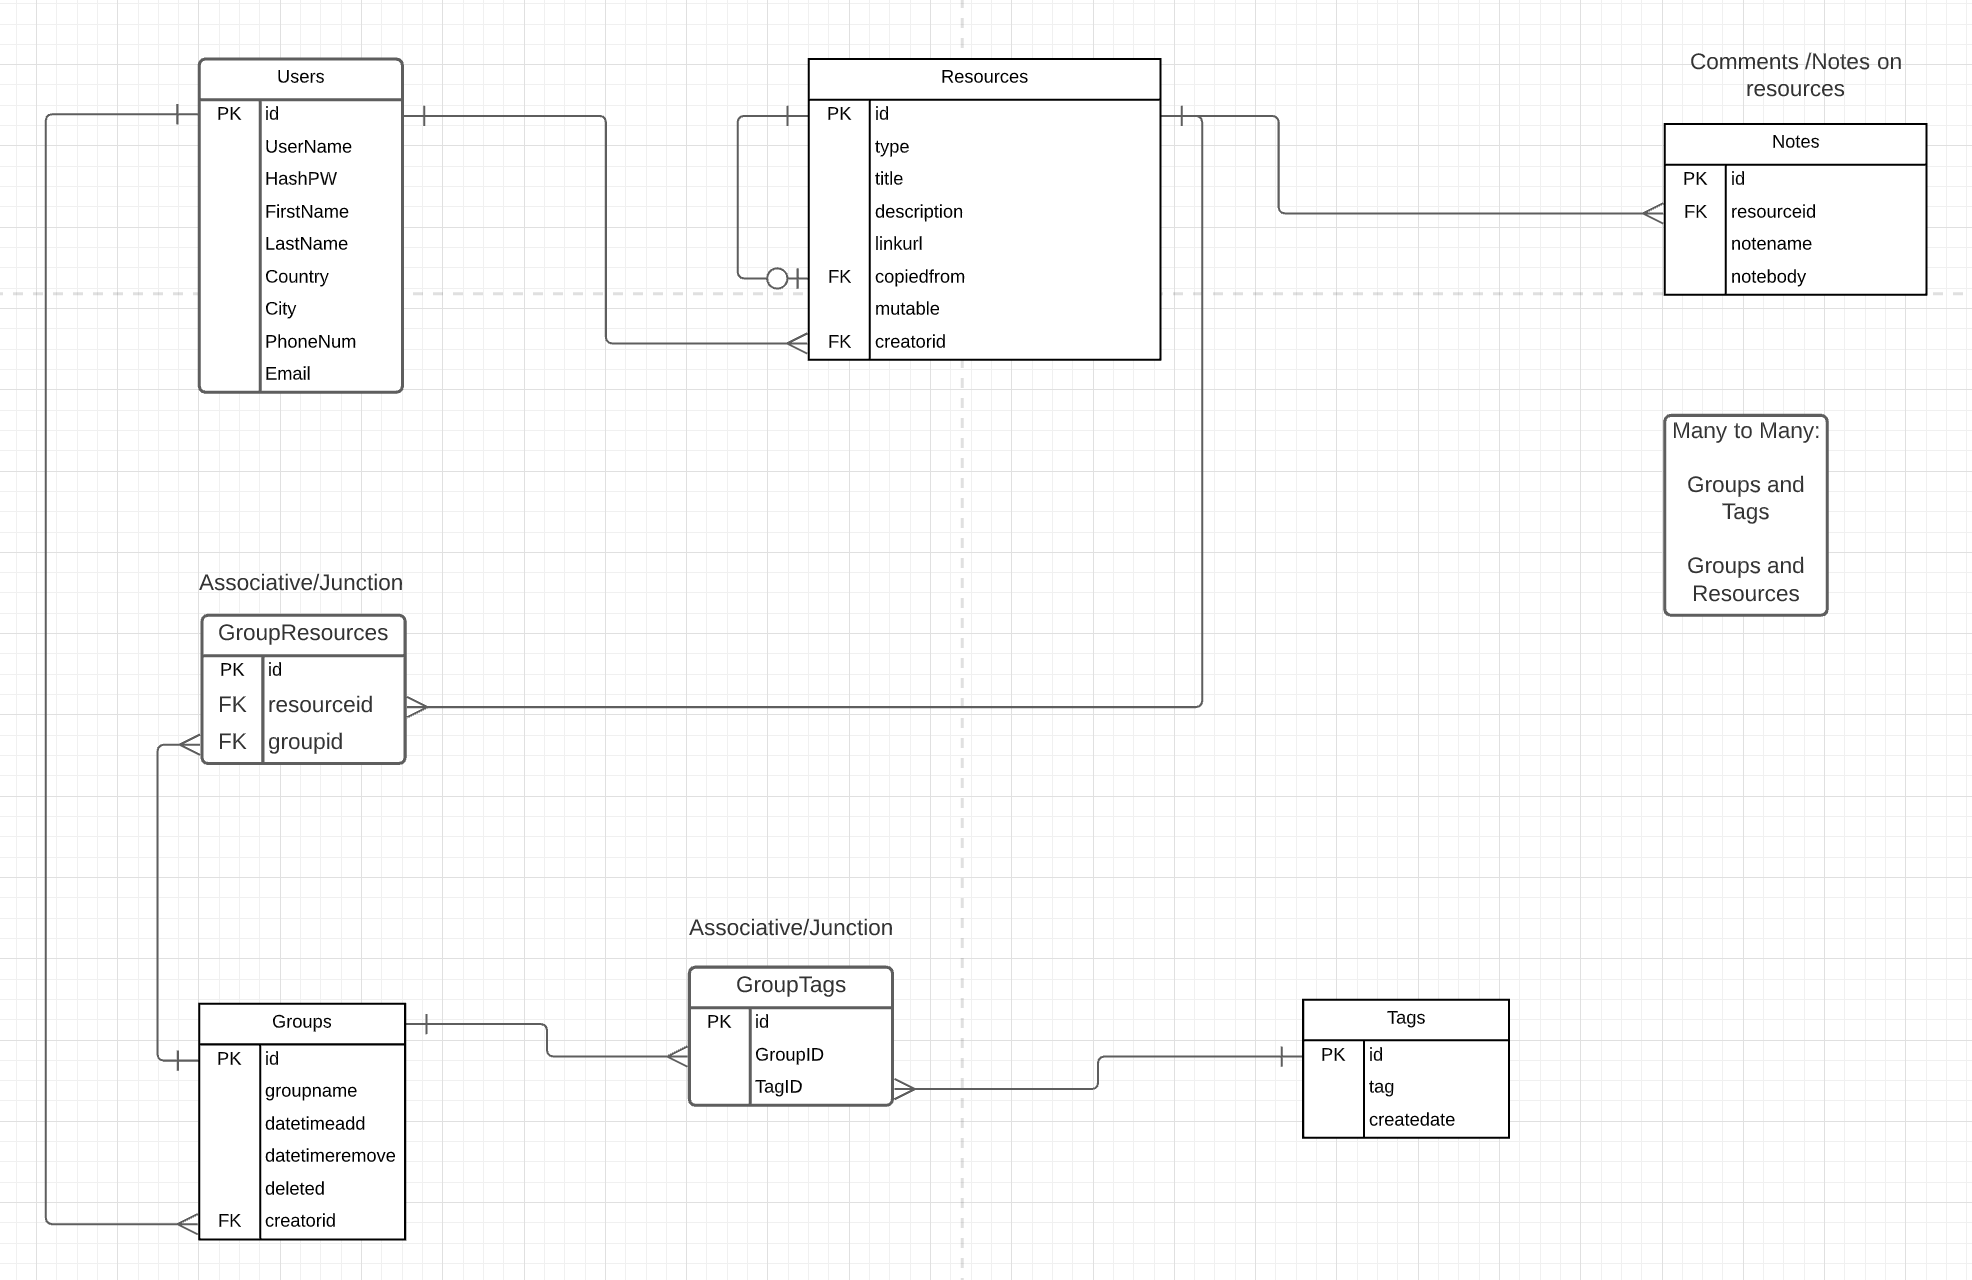 Users
PK id
UserName
HashPW
FirstName
LastName
Country
City
PhoneNum
Email
Resources
PK id
type
title
description
linkurl
FK copiedfrom
mutable
FK creatorid
Comments /Notes on
resources
Notes
PK id
FK resourceid
notename
notebody
Many to Many:
Groups and
Tags
Groups and
Resources
Associative/Junction
GroupResources
PK id
FK resourceid
FK groupid
Associative/Junction
GroupTags
PK id
GroupID
TagID
Groups
PK id
groupname
datetimeadd
datetimeremove
deleted
FK creatorid
Tags
PK id
tag
createdate